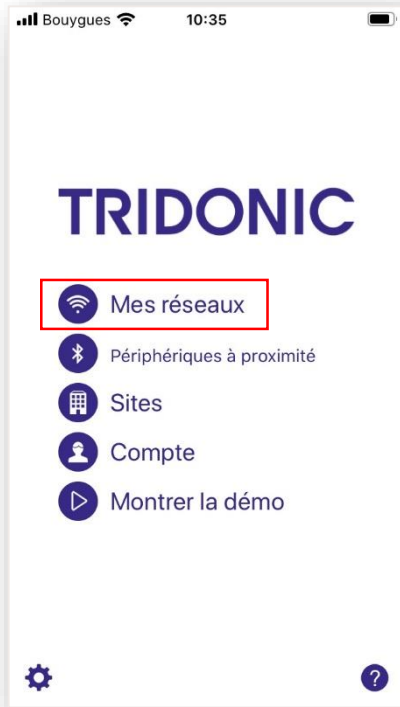 Bouygues 10:35
TRIDONIC
Mes réseaux
Périphériques à proximité
Sites
Compte
Montrer la démo
?